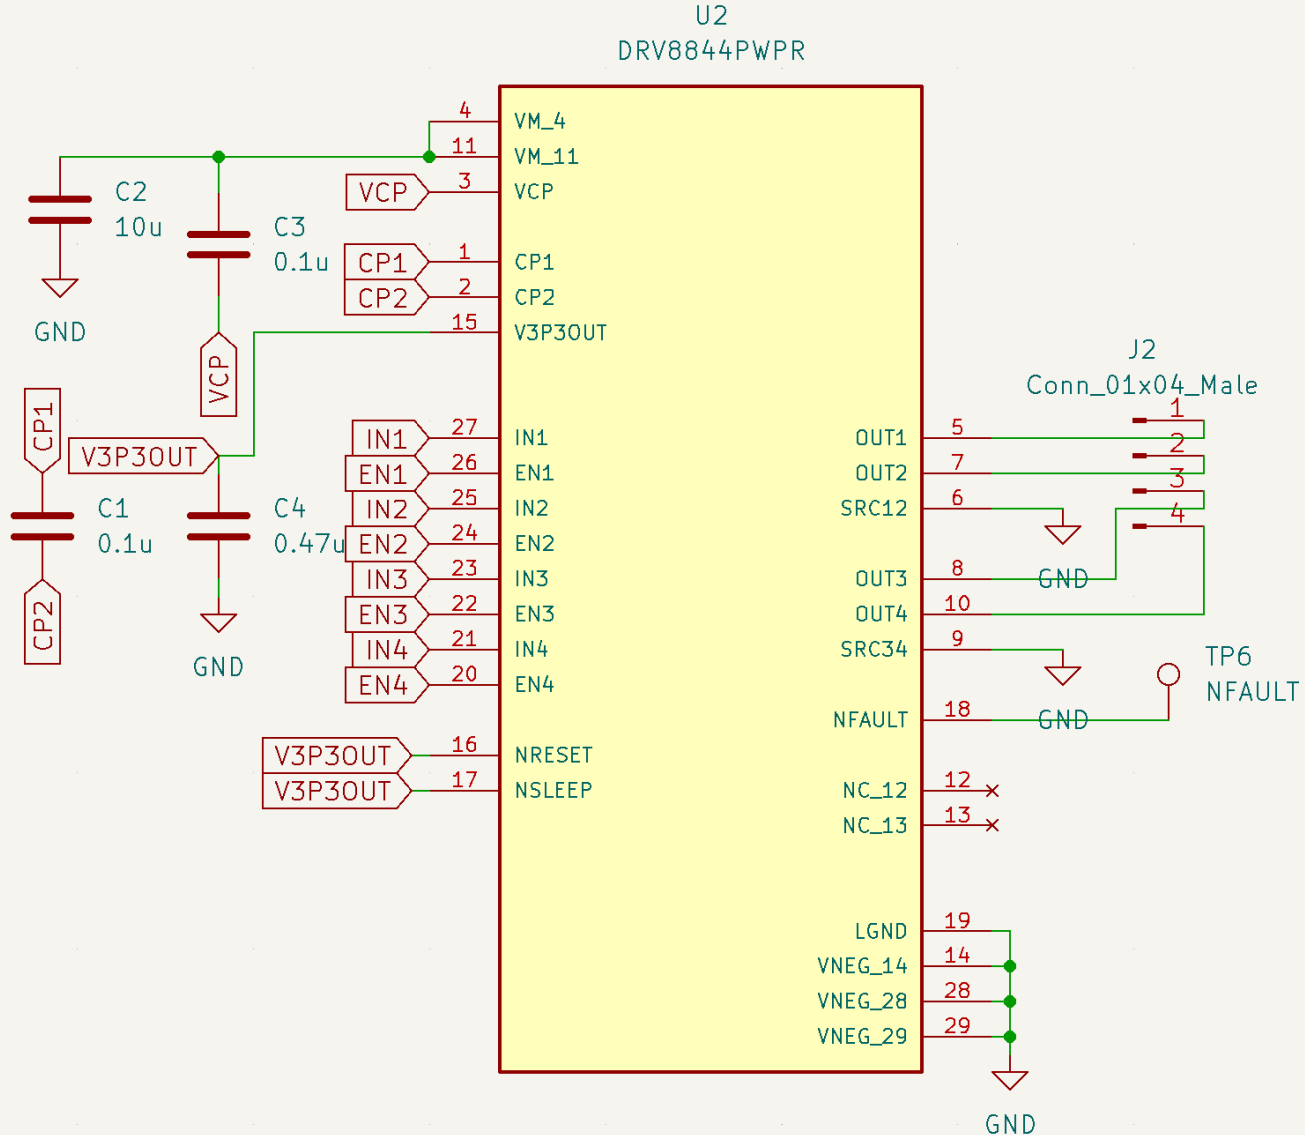 U2
DRV8844PWPR
4 VM_4
11 VM_11
VCP 3 VCP
C2
10u
GND
C3
0.1u
VCP
CP1 1 CP1
CP2 2 CP2
15 V3P3OUT
CP1
C1
0.1u
CP2
V3P3OUT
C4
0.47u
GND
IN1 27 IN1
EN1 26 EN1
IN2 25 IN2
EN2 24 EN2
IN3 23 IN3
EN3 22 EN3
IN4 21 IN4
EN4 20 EN4
V3P3OUT 16 NRESET
V3P3OUT 17 NSLEEP
J2
Conn_01x04_Male
1
2
3
4
OUT1 5
OUT2 7
SRC12 6
GND
OUT3 8
OUT4 10
SRC34 9
GND
TP6
NFAULT
NFAULT 18
NC_12 12
NC_13 13
LGND 19
VNEG_14 14
VNEG_28 28
VNEG_29 29
GND